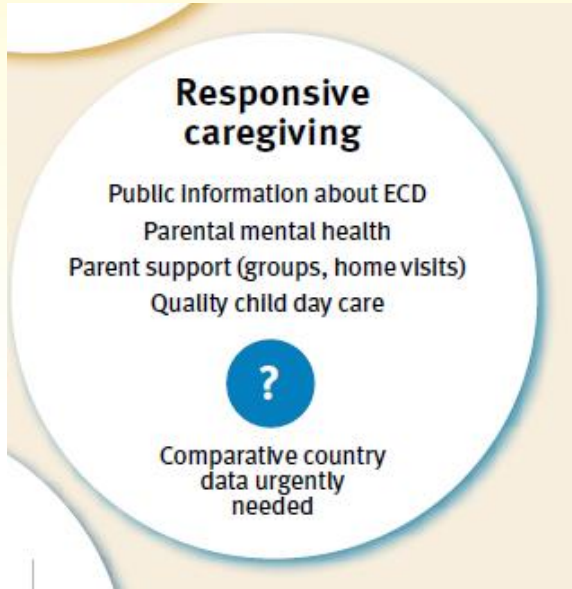 Responsive
caregiving
Public information about ECD
Parental mental health
Parent support (groups, home visits)
Quality child day care
?
Comparative country
data urgently
needed